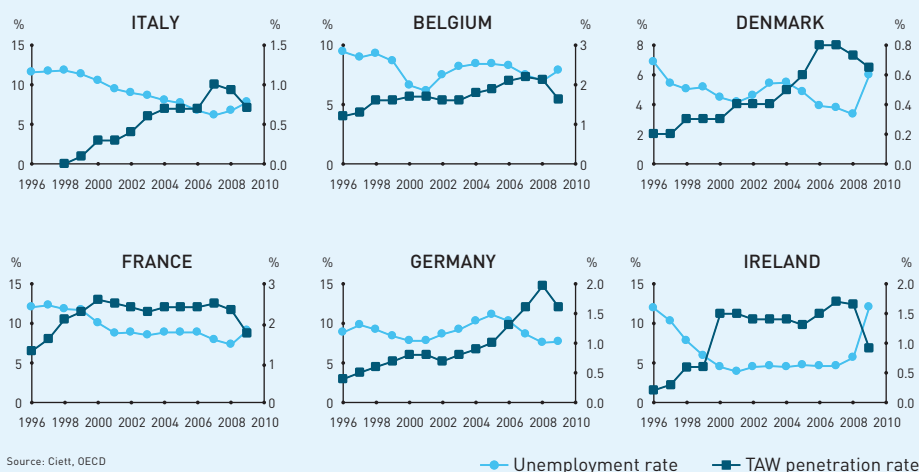 ITALY
% %
15 1.5
10 1.0
5 0.5
0 0.0
1996 1998 2000 2002 2004 2006 2008 2010
BELGIUM
% %
10 3
2
5
1
0 0
1996 1998 2000 2002 2004 2006 2008 2010
DENMARK
% %
8 0.8
6 0.6
4 0.4
2 0.2
0 0.0
1996 1998 2000 2002 2004 2006 2008 2010
FRANCE
% %
15 3
10 2
5 1
0 0
1996 1998 2000 2002 2004 2006 2008 2010
GERMANY
% %
15 2.0
1.5
10
1.0
5 0.5
0 0.0
1996 1998 2000 2002 2004 2006 2008 2010
IRELAND
% %
15 2.0
1.5
10
1.0
5 0.5
0 0.0
1996 1998 2000 2002 2004 2006 2008 2010
Source: Ciett, OECD
Unemployment rate TAW penetration rate